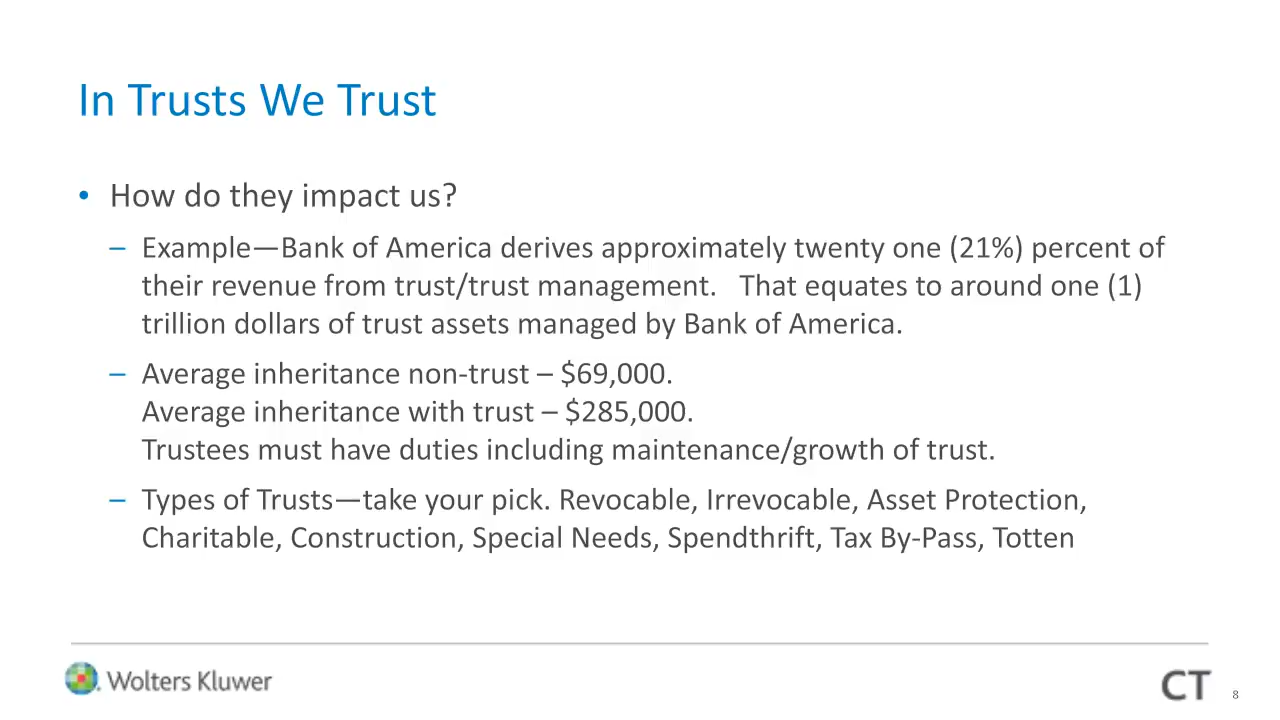 In Trusts We Trust
• How do they impact us?
– Example—Bank of America derives approximately twenty one (21%) percent of
their revenue from trust/trust management.   That equates to around one (1)
trillion dollars of trust assets managed by Bank of America.
– Average inheritance non-trust – $69,000.
Average inheritance with trust – $285,000.
Trustees must have duties including maintenance/growth of trust.
– Types of Trusts—take your pick. Revocable, Irrevocable, Asset Protection,
Charitable, Construction, Special Needs, Spendthrift, Tax By-Pass, Totten
Wolters Kluwer
CT
8